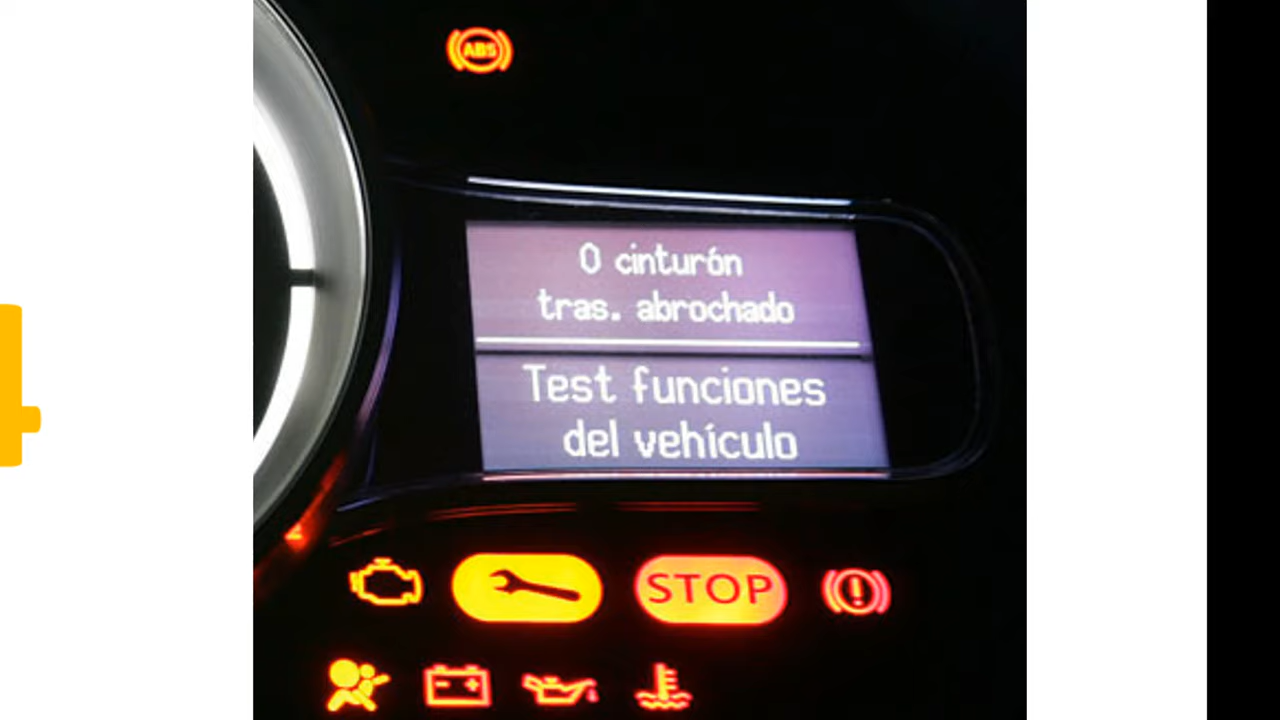 ABS
0 cinturón
tras. abrochado
Test funciones
del vehículo
STOP